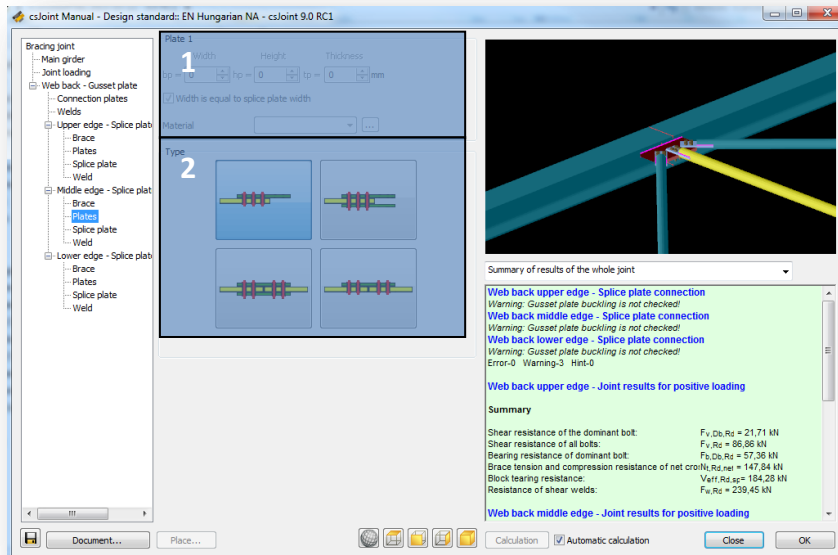 csJoint Manual - Design standard:: EN Hungarian NA - csJoint 9.0 RC1
Bracing joint
Main girder
Joint loading
Web back - Gusset plate
Connection plates
Welds
Upper edge - Splice plat
Brace
Plates
Splice plate
Weld
Middle edge - Splice plat
Brace
Plates
Splice plate
Weld
Lower edge - Splice plat
Brace
Plates
Splice plate
Weld
Plate 1
1
Width Height Thickness
bp = 0 hp = 0 tp = 0 mm
Width is equal to splice plate width
Material ...
Type
2
Summary of results of the whole joint
Web back upper edge - Splice plate connection
Warning: Gusset plate buckling is not checked!
Web back middle edge - Splice plate connection
Warning: Gusset plate buckling is not checked!
Web back lower edge - Splice plate connection
Warning: Gusset plate buckling is not checked!
Error-0 Warning-3 Hint-0
Web back upper edge - Joint results for positive loading
Summary
Shear resistance of the dominant bolt: Fv,Db,Rd = 21,71 kN
Shear resistance of all bolts: Fv,Rd = 86,86 kN
Bearing resistance of dominant bolt: Fb,Db,Rd = 57,36 kN
Brace tension and compression resistance of net cros Nt,Rd,net = 147,84 kN
Block tearing resistance: Veff,Rd,sp= 184,28 kN
Resistance of shear welds: Fw,Rd = 239,45 kN
Web back middle edge - Joint results for positive loading
Document... Place... Calculation Automatic calculation Close OK